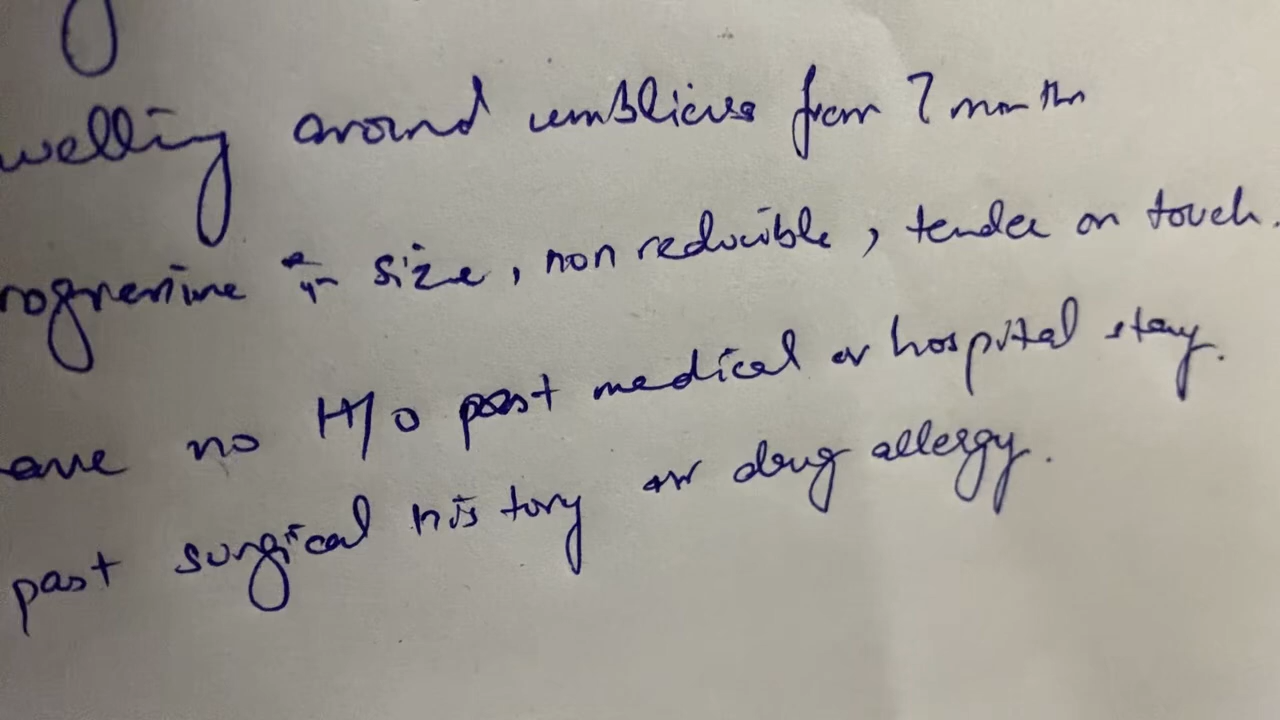 welling around umblicus from 7 months
rogressive in size, non reducible, tender on touch.
ave no H/O past medical or hospital stay.
past surgical history or drug allergy.